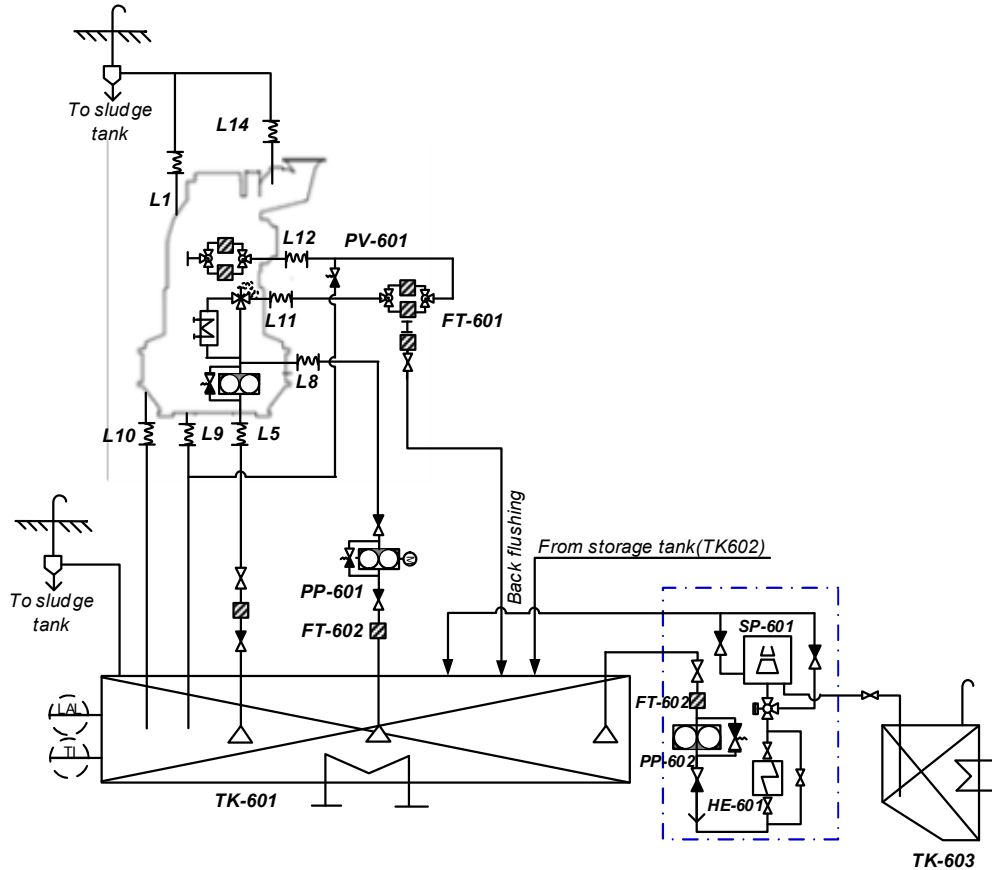 To sludge
tank
L14
L1
L12
PV-601
L11
FT-601
L8
L10
L9
L5
Back flushing
From storage tank(TK602)
M
PP-601
To sludge
tank
FT-602
SP-601
LAL
FT-602
TI
PP-602
TK-601
HE-601
TK-603